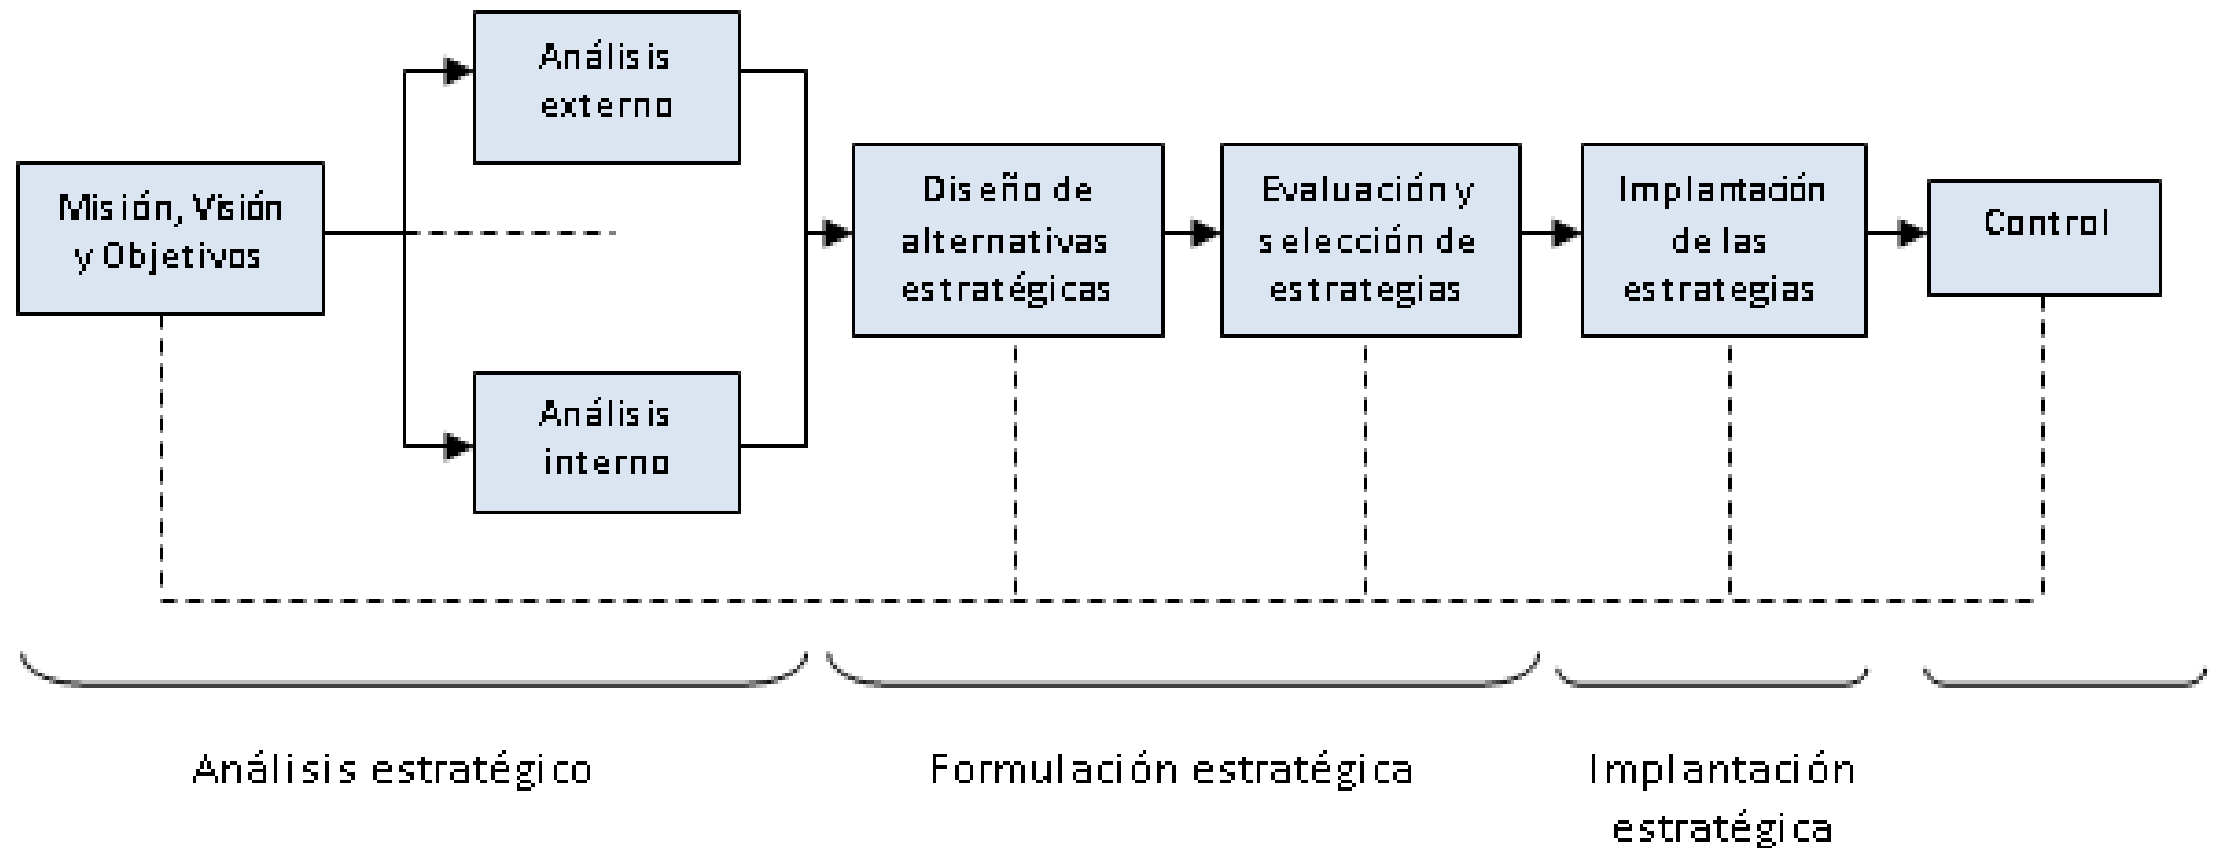 Análisis
externo
Misión, Visión
y Objetivos
Análisis
interno
Diseño de
alternativas
estratégicas
Evaluación y
selección de
estrategias
Implantación
de las
estrategias
Control
Análisis estratégico
Formulación estratégica
Implantación
estratégica